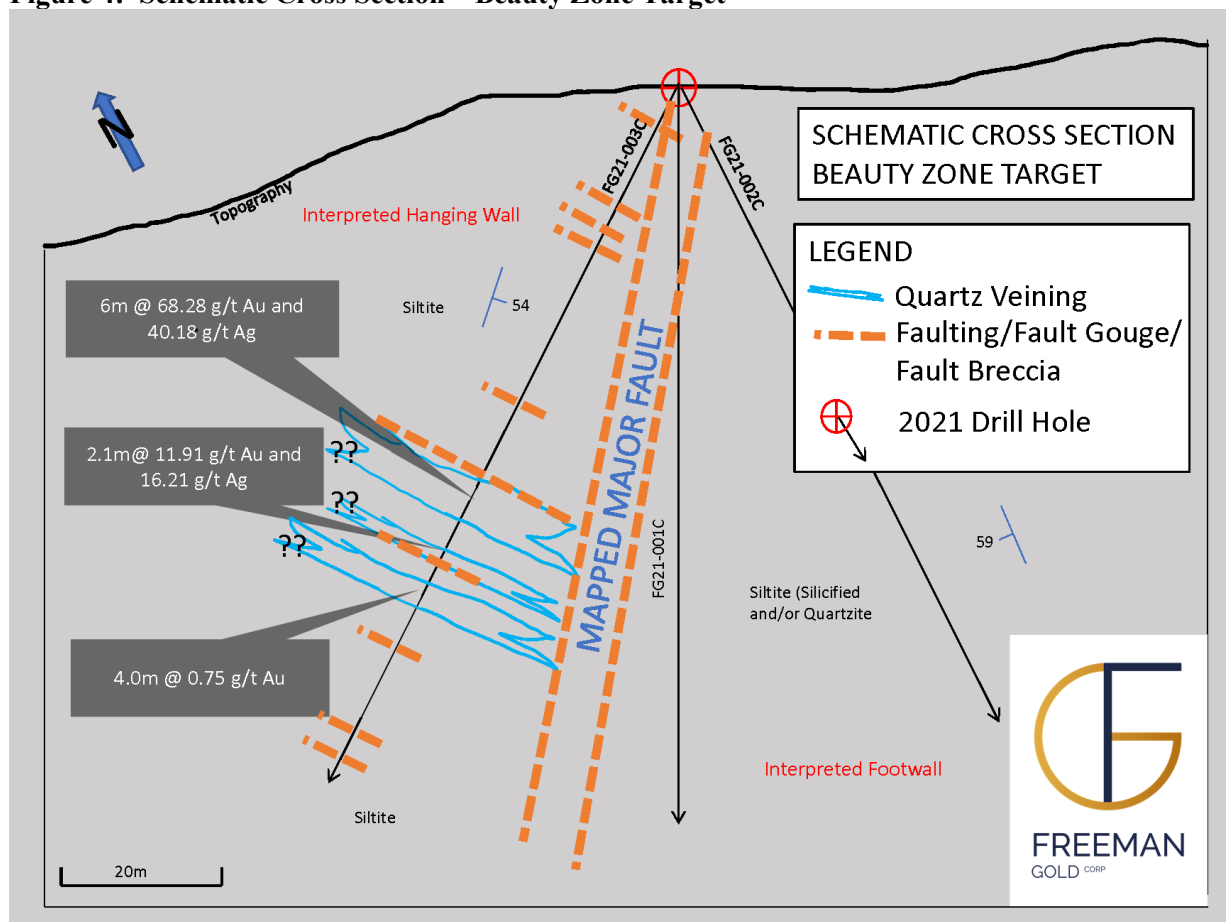 Figure 4: Schematic Cross Section – Beauty Zone Target
N
SCHEMATIC CROSS SECTION
BEAUTY ZONE TARGET
Topography
Interpreted Hanging Wall
FG21-003C
FG21-002C
LEGEND
Quartz Veining
Faulting/Fault Gouge/
Fault Breccia
2021 Drill Hole
6m @ 68.28 g/t Au and
40.18 g/t Ag
Siltite
54
MAPPED MAJOR FAULT
FG21-001C
??
2.1m@ 11.91 g/t Au and
16.21 g/t Ag
??
??
59
Siltite (Silicified
and/or Quartzite
4.0m @ 0.75 g/t Au
Interpreted Footwall
Siltite
20m
FREEMAN
GOLD CORP